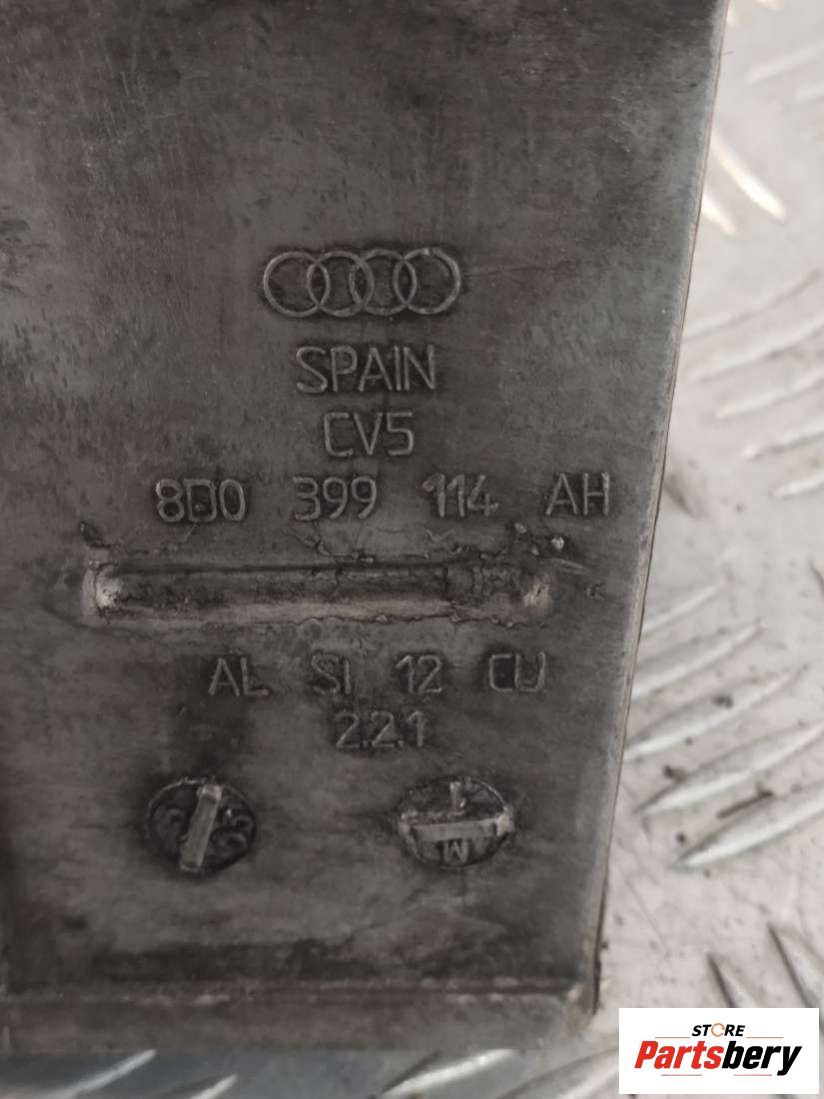 SPAIN
CV5
8D0 399 114 AH
AL SI 12 CU
2.2.1
M
STORE
Partsbery